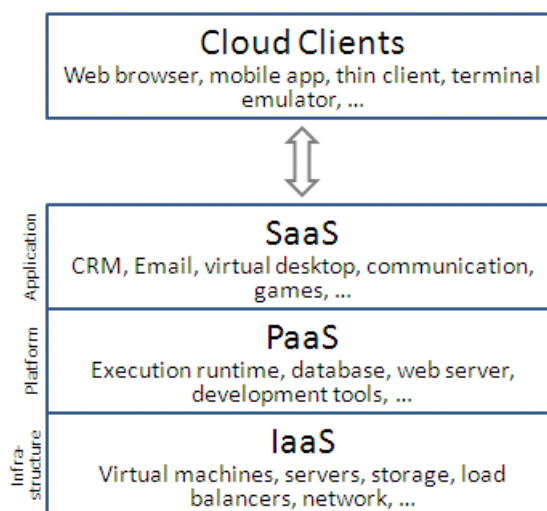 Cloud Clients
Web browser, mobile app, thin client, terminal
emulator, ...
Application
SaaS
CRM, Email, virtual desktop, communication,
games, ...
Platform
PaaS
Execution runtime, database, web server,
development tools, ...
Infra-
structure
IaaS
Virtual machines, servers, storage, load
balancers, network, ...